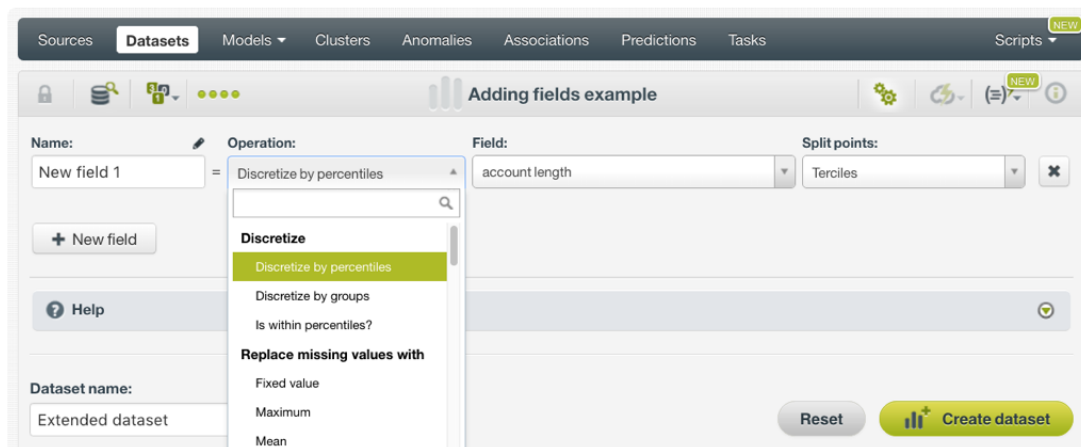 NEW
Sources Datasets Models Clusters Anomalies Associations Predictions Tasks Scripts
Adding fields example NEW
Name: Operation: Field: Split points:
New field 1 = Discretize by percentiles account length Terciles
+ New field
Discretize
Discretize by percentiles
Discretize by groups
Is within percentiles?
Help
Replace missing values with
Fixed value
Maximum
Mean
Dataset name:
Extended dataset
Reset Create dataset